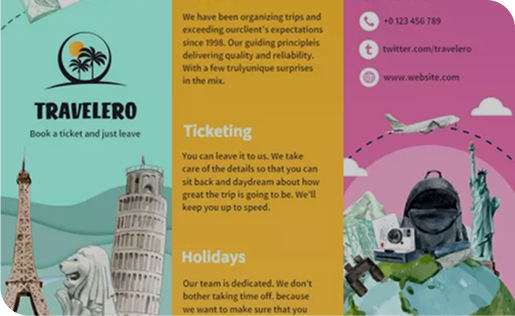 TRAVELERO
Book a ticket and just leave
We have been organizing trips and
exceeding ourclient's expectations
since 1998. Our guiding principleis
delivering quality and reliability.
With a few trulyunique surprises
in the mix.
Ticketing
You can leave it to us. We take
care of the details so that you can
sit back and daydream about how
great the trip is going to be. We'll
keep you up to speed.
Holidays
Our team is dedicated. We don't
bother taking time off. because
we want to make sure that you
+0 123 456 789
twitter.com/travelero
www.website.com